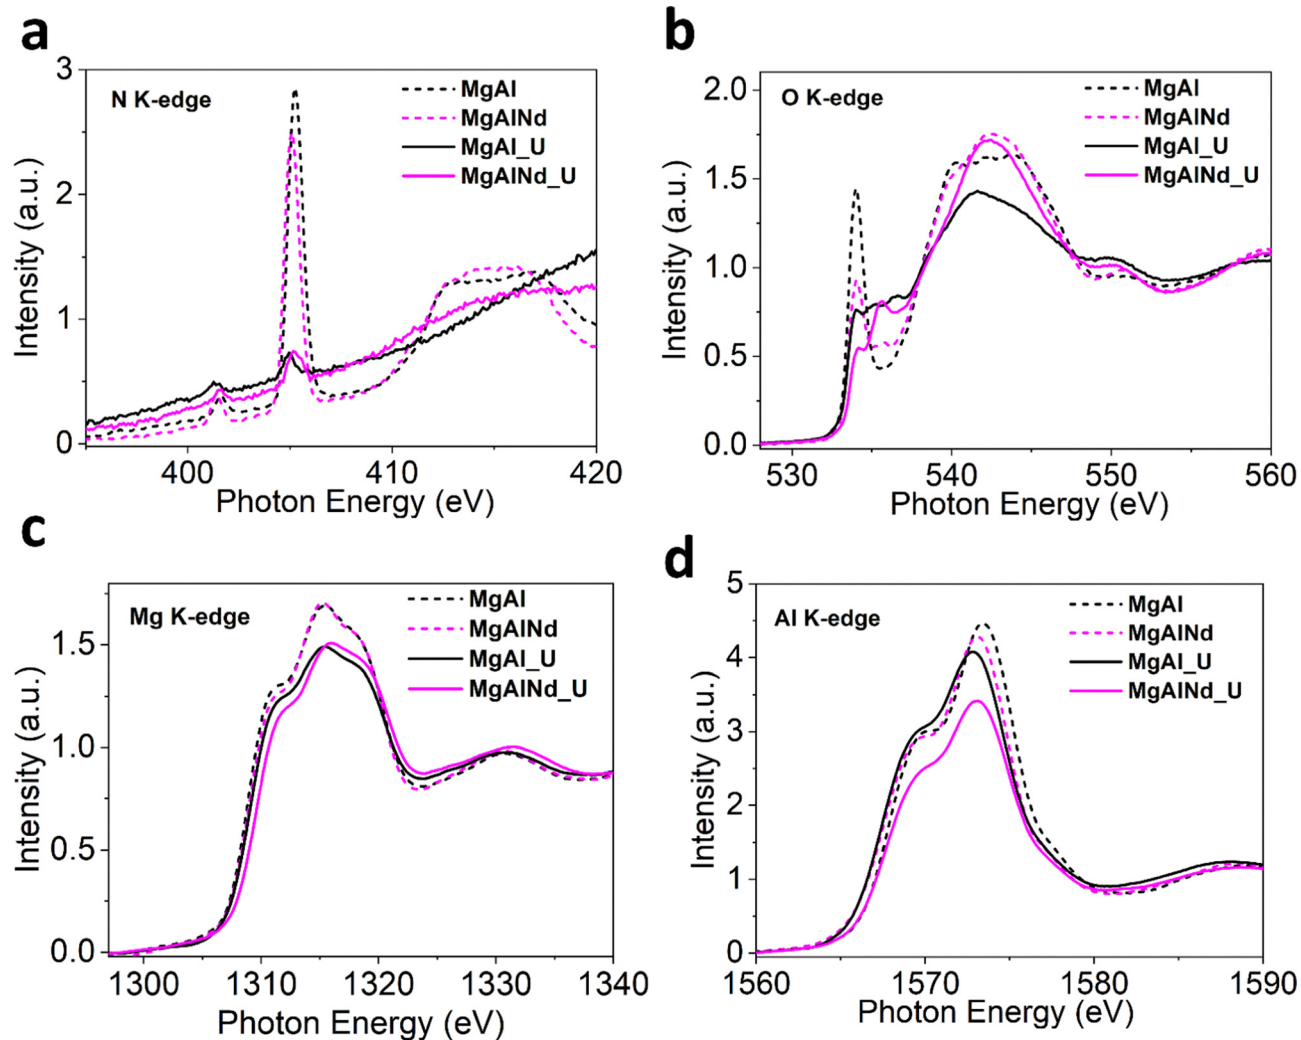 a
N K-edge
MgAl
MgAlNd
MgAl_U
MgAlNd_U
3
2
1
0
400
410
420
Intensity (a.u.)
Photon Energy (eV)
b
O K-edge
MgAl
MgAlNd
MgAl_U
MgAlNd_U
2.0
1.5
1.0
0.5
0.0
530
540
550
560
Intensity (a.u.)
Photon Energy (eV)
c
Mg K-edge
MgAl
MgAlNd
MgAl_U
MgAlNd_U
1.5
1.0
0.5
0.0
1300
1310
1320
1330
1340
Intensity (a.u.)
Photon Energy (eV)
d
Al K-edge
MgAl
MgAlNd
MgAl_U
MgAlNd_U
5
4
3
2
1
0
1560
1570
1580
1590
Intensity (a.u.)
Photon Energy (eV)